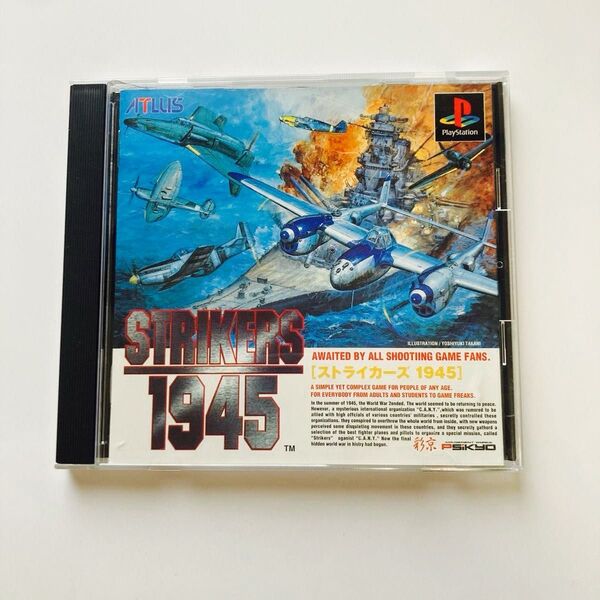 ATLUS
PlayStation
ILLUSTRATION / YOSHIYUKI TAKANI
STRIKERS
1945
TM
AWAITED BY ALL SHOOTING GAME FANS.
[ストライカーズ 1945]
A SIMPLE YET COMPLEX GAME FOR PEOPLE OF ANY AGE.
FOR EVERYBODY FROM ADULTS AND STUDENTS TO GAME FREAKS.
In the summer of 1945, the World War 2ended. The world seemed to be returning to peace.
However, a mysterious international organization "C.A.N.Y.",which was rumored to be
allied with high officials of various countries' militaries , secretly controlled these
organizations, they conspired to overthrow the whole world from inside, with new weapons
perceived some disquieting movement in these countries, and they secretly gathered a
selection of the best fighter planes and pilots to organize a special mission, called
"Strikers" aganist "C.A.N.Y." Now the final
hidden world war in histry had begun.
彩京
PSIKYO